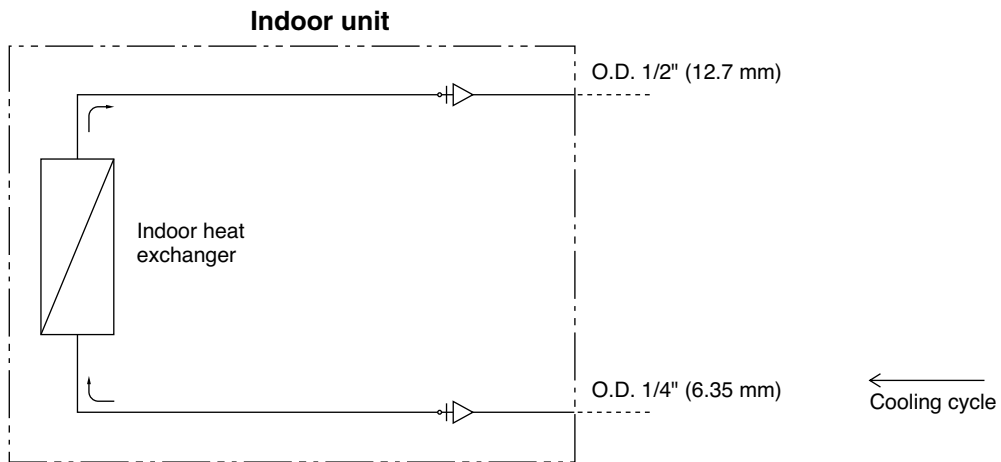 Indoor unit
O.D. 1/2" (12.7 mm)
Indoor heat
exchanger
O.D. 1/4" (6.35 mm)
Cooling cycle